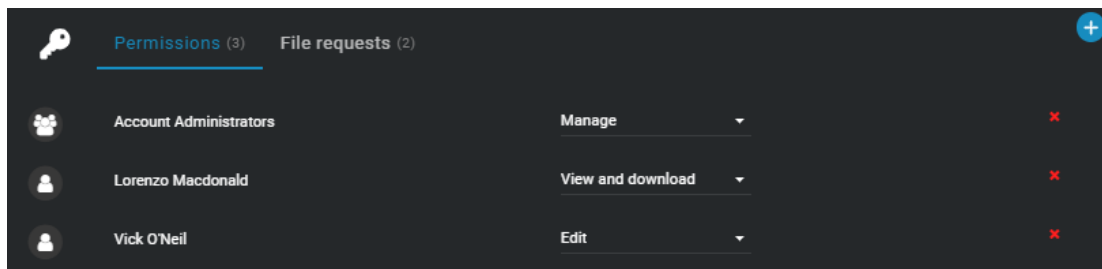 Permissions (3) File requests (2)
Account Administrators Manage
Lorenzo Macdonald View and download
Vick O'Neil Edit